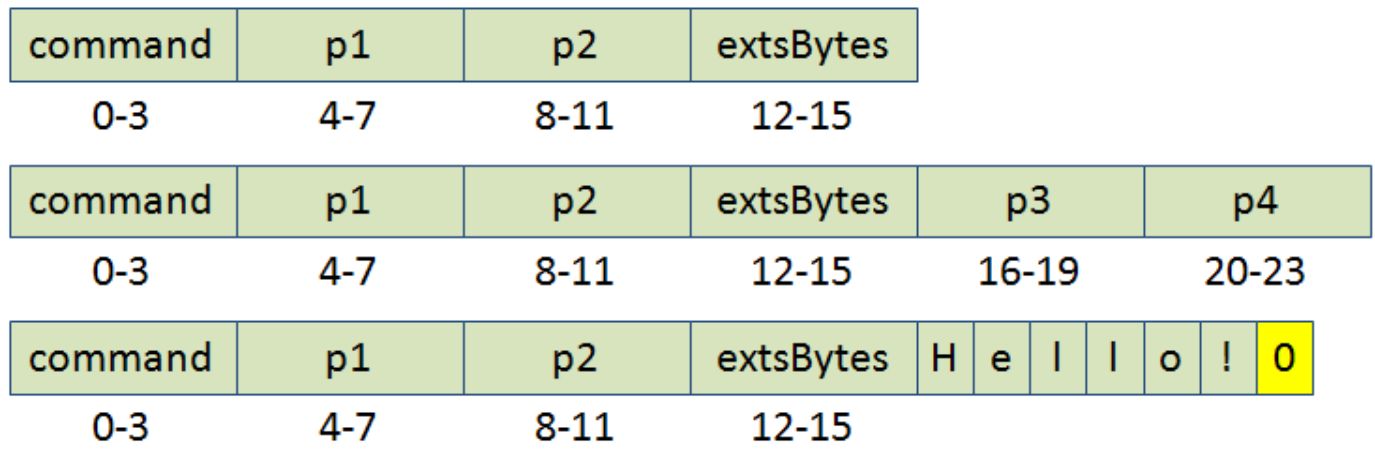 command p1 p2 extsBytes
0-3 4-7 8-11 12-15
command p1 p2 extsBytes p3 p4
0-3 4-7 8-11 12-15 16-19 20-23
command p1 p2 extsBytes H e l l o ! 0
0-3 4-7 8-11 12-15